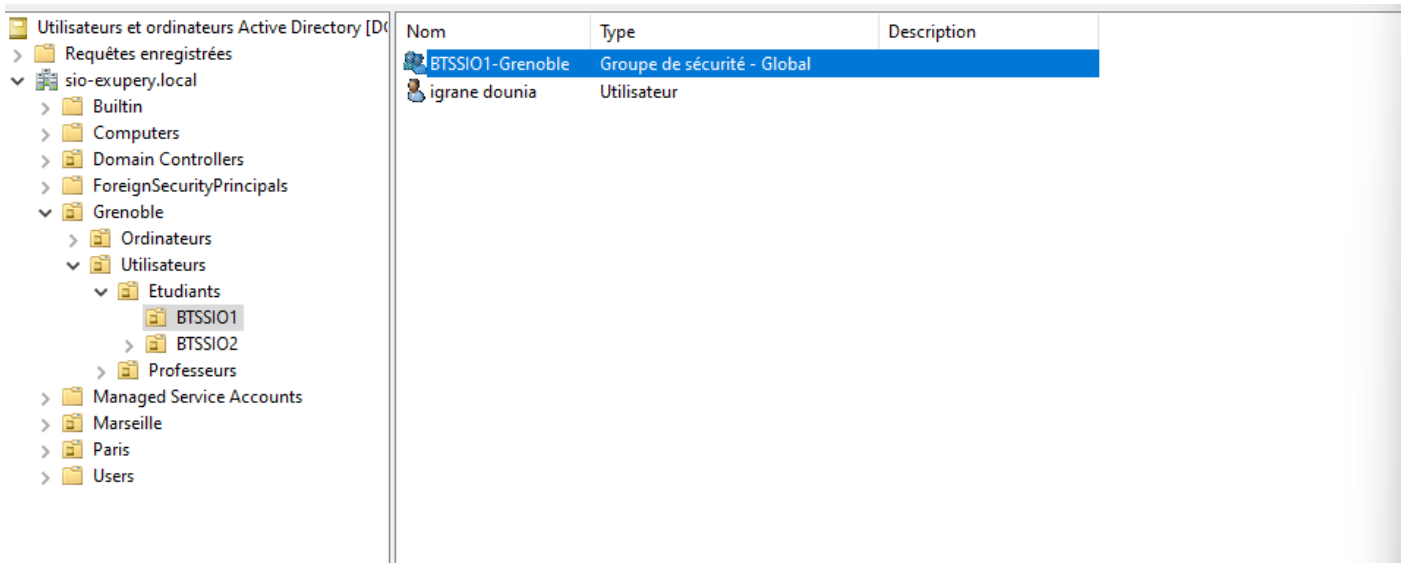 Utilisateurs et ordinateurs Active Directory [D
Requêtes enregistrées
sio-exupery.local
Builtin
Computers
Domain Controllers
ForeignSecurityPrincipals
Grenoble
Ordinateurs
Utilisateurs
Etudiants
BTSSIO1
BTSSIO2
Professeurs
Managed Service Accounts
Marseille
Paris
Users
Nom Type Description
BTSSIO1-Grenoble Groupe de sécurité - Global
igrane dounia Utilisateur